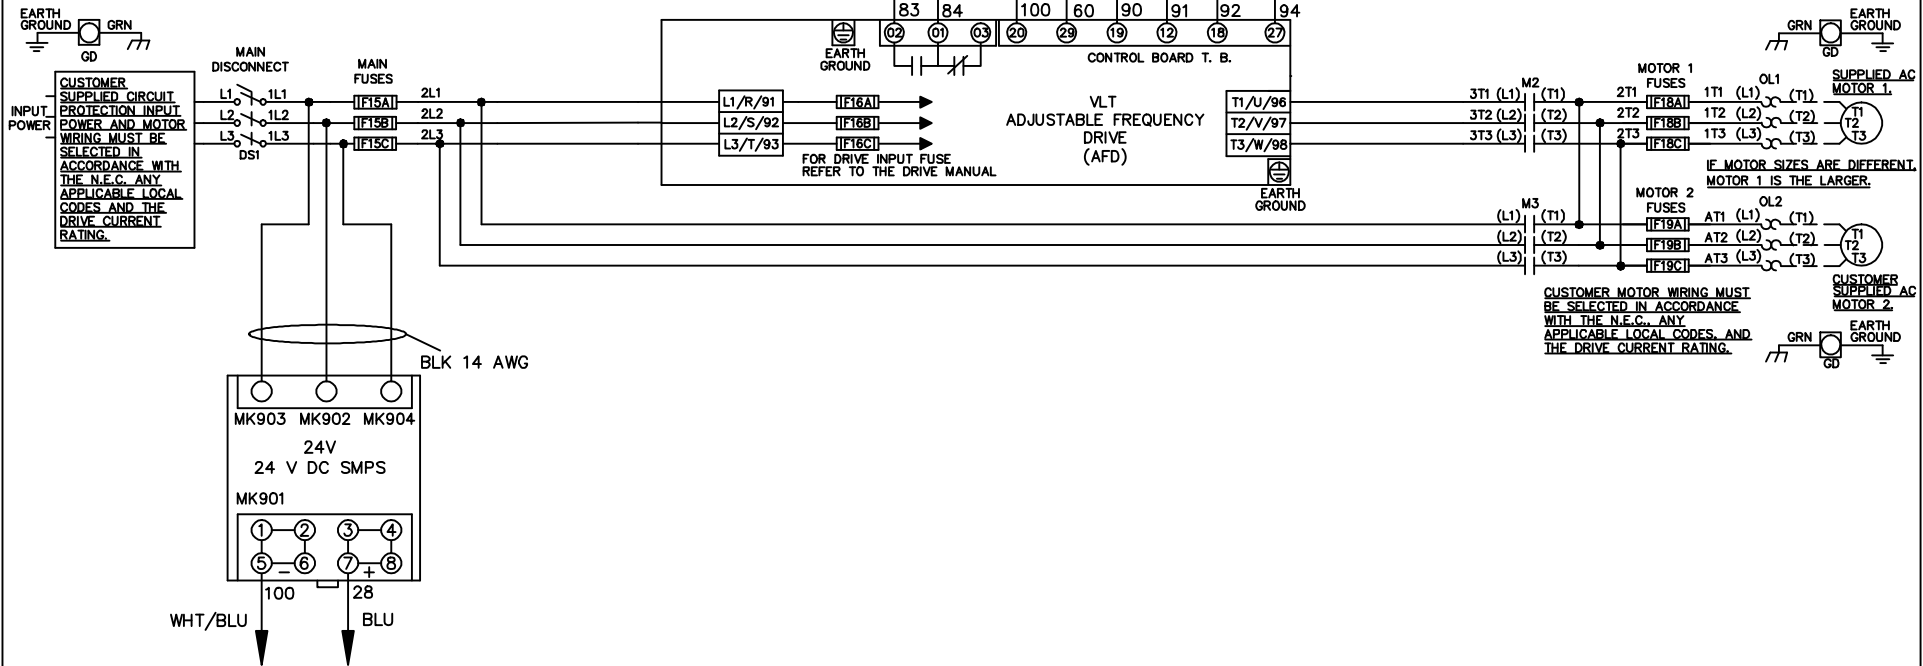 EARTH
GROUND
GRN
GD
CUSTOMER
SUPPLIED CIRCUIT
PROTECTION INPUT
POWER AND MOTOR
WIRING MUST BE
SELECTED IN
ACCORDANCE WITH
THE N.E.C. ANY
APPLICABLE LOCAL
CODES AND THE
DRIVE CURRENT
RATING.
INPUT
POWER
MAIN
DISCONNECT
L1 1L1
L2 1L2
L3 1L3
DS1
MAIN
FUSES
F15A
F15B
F15C
2L1
2L2
2L3
83 84 100 60 90 91 92 94
02 01 03 20 29 19 12 18 27
EARTH
GROUND
CONTROL BOARD T. B.
L1/R/91
L2/S/92
L3/T/93
F16A
F16B
F16C
FOR DRIVE INPUT FUSE
REFER TO THE DRIVE MANUAL
VLT
ADJUSTABLE FREQUENCY
DRIVE
(AFD)
T1/U/96
T2/V/97
T3/W/98
EARTH
GROUND
M2
3T1 (L1) (T1)
3T2 (L2) (T2)
3T3 (L3) (T3)
MOTOR 1
FUSES
2T1 F18A 1T1 (L1)
2T2 F18B 1T2 (L2)
2T3 F18C 1T3 (L3)
OL1
(T1)
(T2)
(T3)
T1
T2
T3
GRN
EARTH
GROUND
GD
SUPPLIED AC
MOTOR 1.
IF MOTOR SIZES ARE DIFFERENT,
MOTOR 1 IS THE LARGER.
M3
(L1) (T1)
(L2) (T2)
(L3) (T3)
MOTOR 2
FUSES
F19A AT1 (L1)
F19B AT2 (L2)
F19C AT3 (L3)
OL2
(T1)
(T2)
(T3)
T1
T2
T3
CUSTOMER
SUPPLIED AC
MOTOR 2.
CUSTOMER MOTOR WIRING MUST
BE SELECTED IN ACCORDANCE
WITH THE N.E.C., ANY
APPLICABLE LOCAL CODES, AND
THE DRIVE CURRENT RATING.
GRN
EARTH
GROUND
GD
BLK 14 AWG
MK903 MK902 MK904
24V
24 V DC SMPS
MK901
1 2 3 4
5 6 7 8
− +
100 28
WHT/BLU BLU